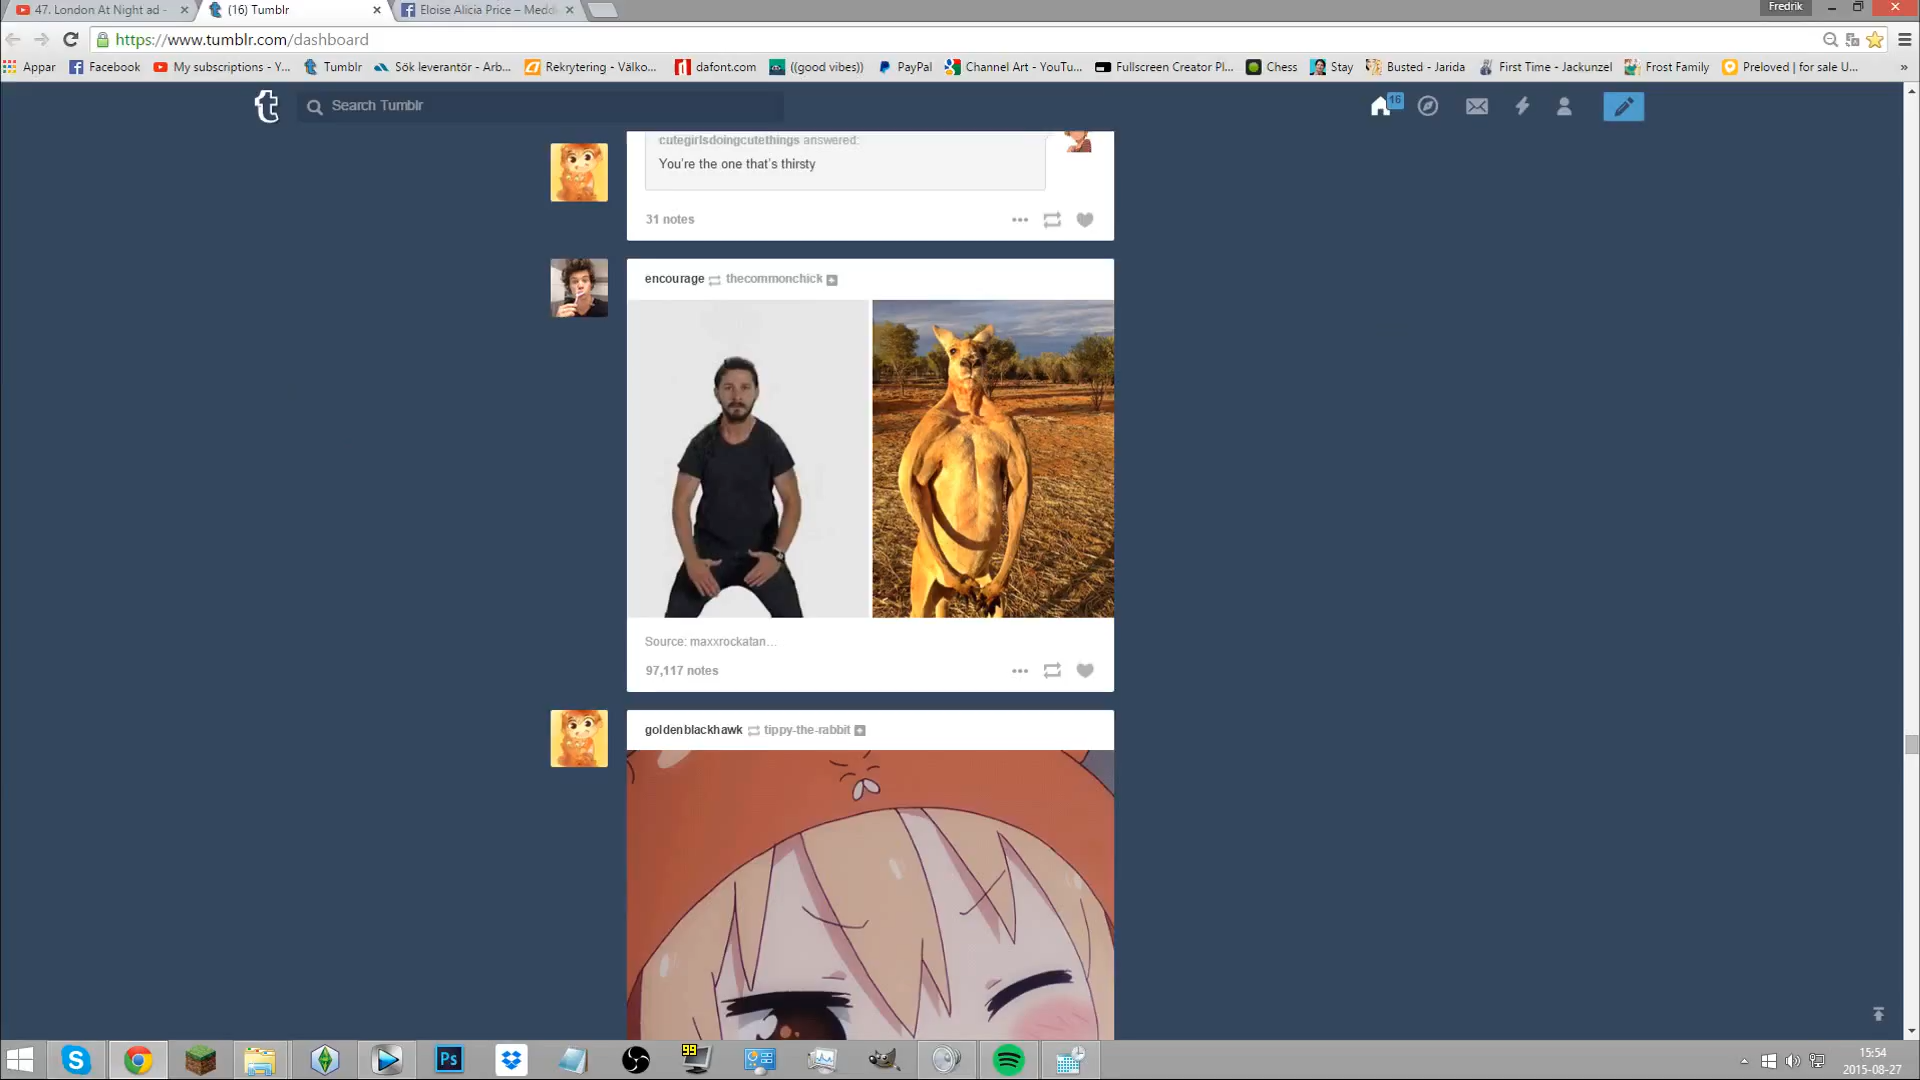 47. London At Night ad -
(16) Tumblr
Eloise Alicia Price – Medd
Fredrik
https://www.tumblr.com/dashboard
Appar
Facebook
My subscriptions - Y...
Tumblr
Sök leverantör - Arb...
Rekrytering - Välko...
dafont.com
((good vibes))
PayPal
Channel Art - YouTu...
Fullscreen Creator Pl...
Chess
Stay
Busted - Jarida
First Time - Jackunzel
Frost Family
Preloved | for sale U...
»
t
Search Tumblr
16
cutegirlsdoingcutethings answered:
You're the one that's thirsty
31 notes
encourage
thecommonchick
Source: maxxrockatan...
97,117 notes
goldenblackhawk
tippy-the-rabbit
Ps
99
15:54
2015-08-27